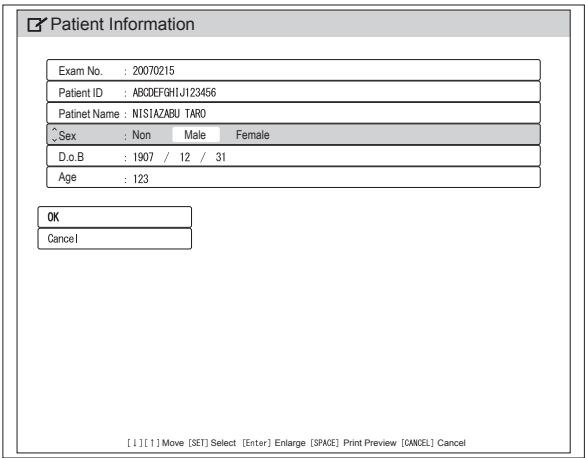 Patient Information
Exam No. : 20070215
Patient ID : ABCDEFGHIJ123456
Patinet Name : NISIAZABU TARO
Sex : Non Male Female
D.o.B : 1907 / 12 / 31
Age : 123
OK
Cancel
[↓][↑] Move [SET] Select [Enter] Enlarge [SPACE] Print Preview [CANCEL] Cancel